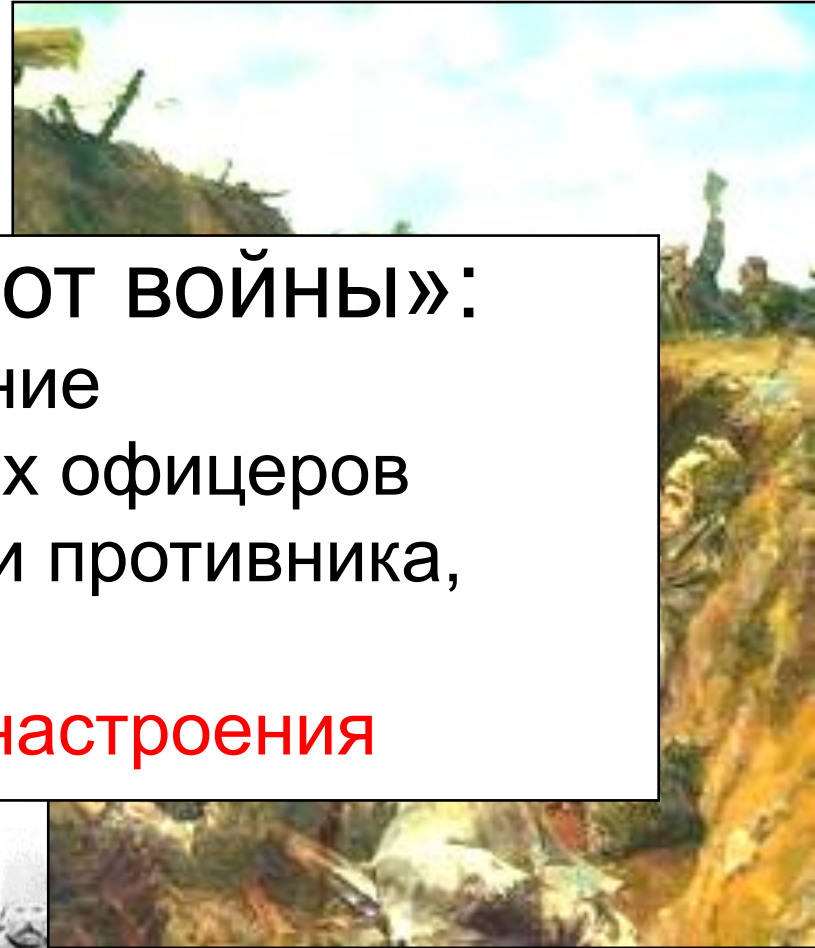 от войны»:
ние
х офицеров
и противника,
настроения